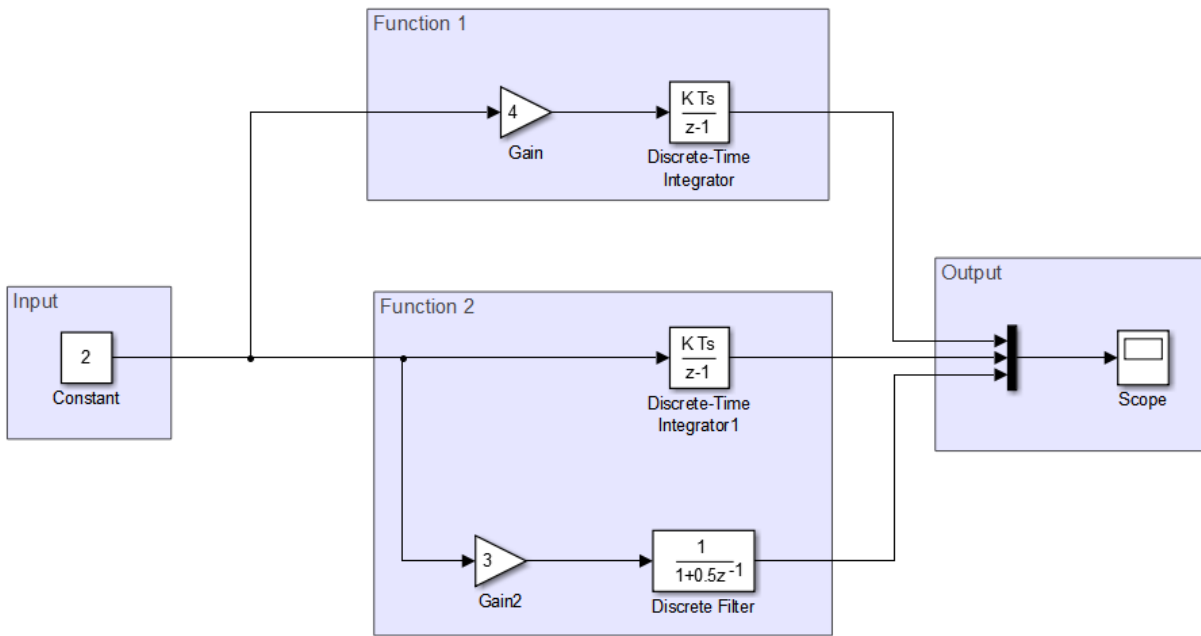 Function 1
4
K Ts
z-1
Gain
Discrete-Time
Integrator
Input
2
Constant
Function 2
K Ts
z-1
Discrete-Time
Integrator1
3
Gain2
1
1+0.5z-1
Discrete Filter
Output
Scope